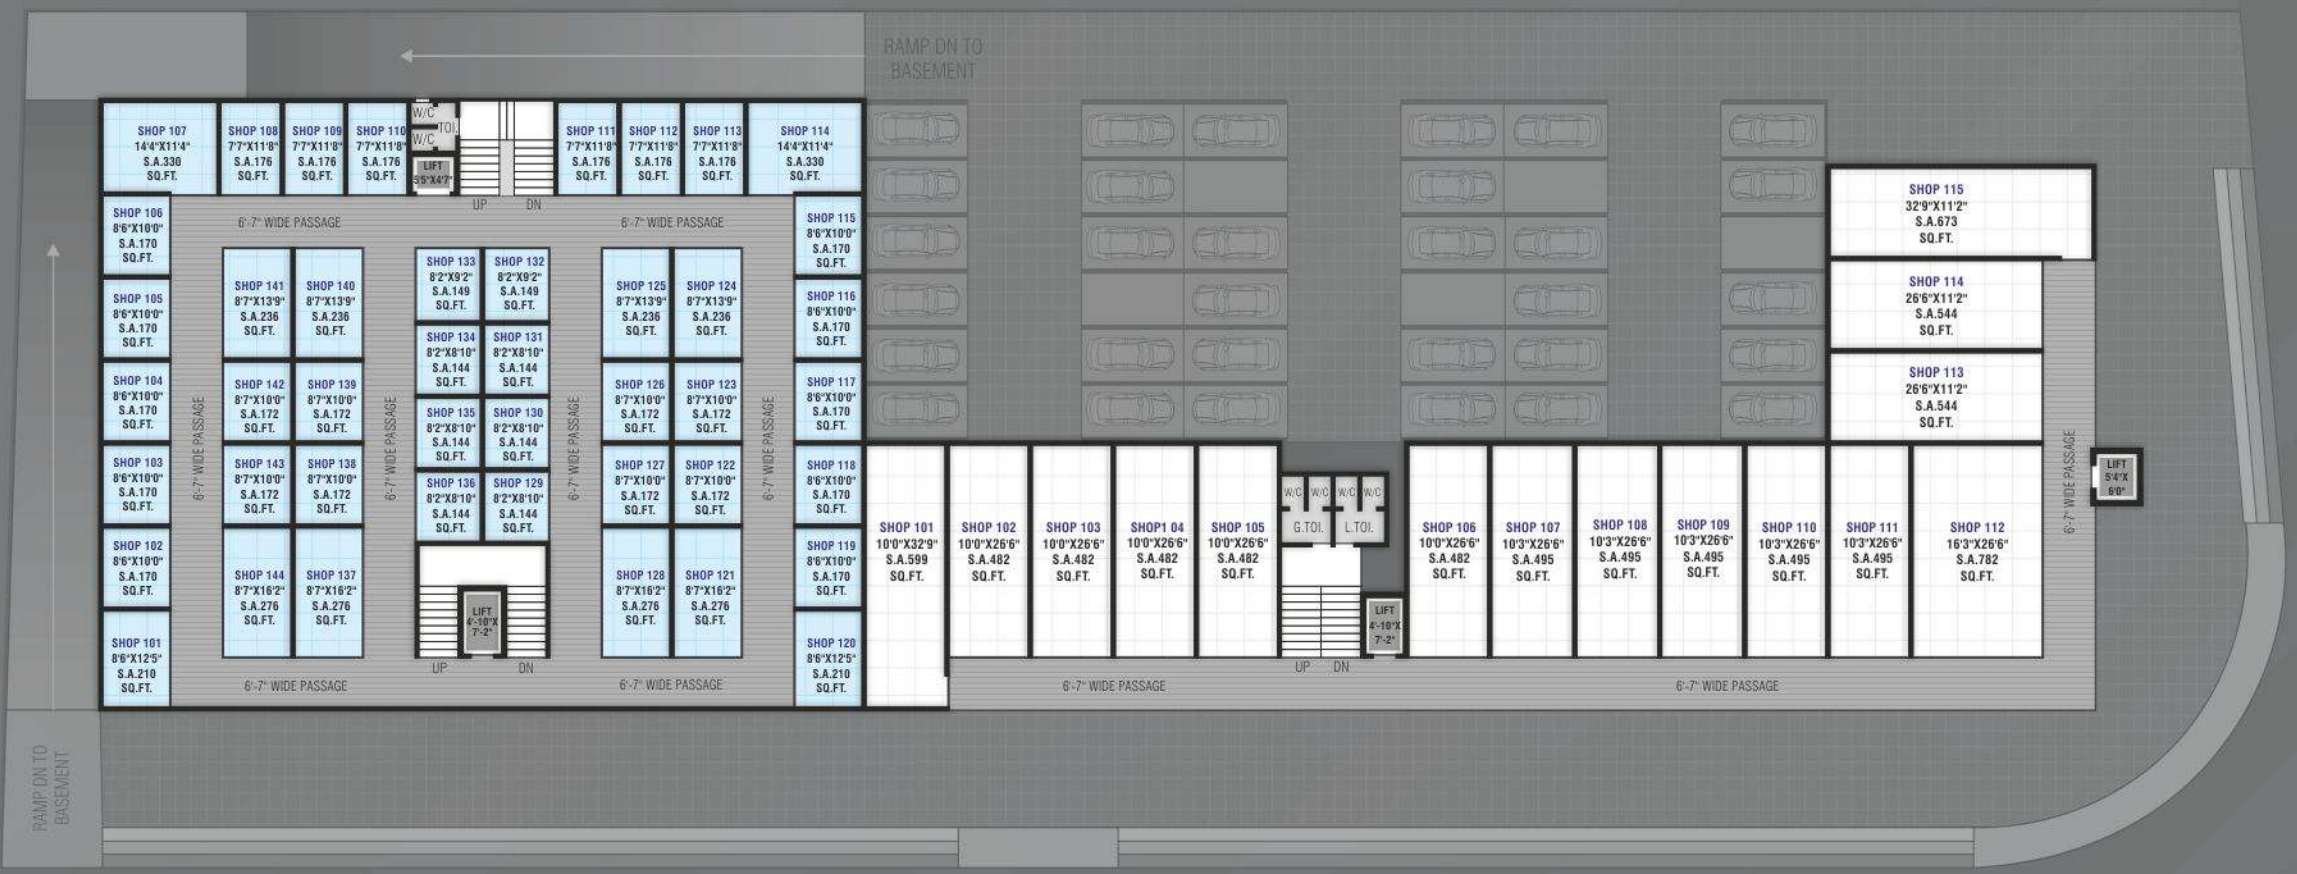 RAMP DN TO
BASEMENT
SHOP 107
14'4"X11'4"
S.A.330
SQ.FT.
SHOP 108
7'7"X11'8"
S.A.176
SQ.FT.
SHOP 109
7'7"X11'8"
S.A.176
SQ.FT.
SHOP 110
7'7"X11'8"
S.A.176
SQ.FT.
W/C
W/C
TOI.
LIFT
5'5"X4'7"
UP
DN
SHOP 111
7'7"X11'8"
S.A.176
SQ.FT.
SHOP 112
7'7"X11'8"
S.A.176
SQ.FT.
SHOP 113
7'7"X11'8"
S.A.176
SQ.FT.
SHOP 114
14'4"X11'4"
S.A.330
SQ.FT.
6'-7" WIDE PASSAGE
6'-7" WIDE PASSAGE
SHOP 106
8'6"X10'0"
S.A.170
SQ.FT.
SHOP 105
8'6"X10'0"
S.A.170
SQ.FT.
SHOP 104
8'6"X10'0"
S.A.170
SQ.FT.
SHOP 103
8'6"X10'0"
S.A.170
SQ.FT.
SHOP 102
8'6"X10'0"
S.A.170
SQ.FT.
SHOP 101
8'6"X12'5"
S.A.210
SQ.FT.
6'-7" WIDE PASSAGE
SHOP 141
8'7"X13'9"
S.A.236
SQ.FT.
SHOP 140
8'7"X13'9"
S.A.236
SQ.FT.
SHOP 142
8'7"X10'0"
S.A.172
SQ.FT.
SHOP 139
8'7"X10'0"
S.A.172
SQ.FT.
SHOP 143
8'7"X10'0"
S.A.172
SQ.FT.
SHOP 138
8'7"X10'0"
S.A.172
SQ.FT.
SHOP 144
8'7"X16'2"
S.A.276
SQ.FT.
SHOP 137
8'7"X16'2"
S.A.276
SQ.FT.
6'-7" WIDE PASSAGE
SHOP 133
8'2"X9'2"
S.A.149
SQ.FT.
SHOP 132
8'2"X9'2"
S.A.149
SQ.FT.
SHOP 134
8'2"X8'10"
S.A.144
SQ.FT.
SHOP 131
8'2"X8'10"
S.A.144
SQ.FT.
SHOP 135
8'2"X8'10"
S.A.144
SQ.FT.
SHOP 130
8'2"X8'10"
S.A.144
SQ.FT.
SHOP 136
8'2"X8'10"
S.A.144
SQ.FT.
SHOP 129
8'2"X8'10"
S.A.144
SQ.FT.
LIFT
4'-10"X
7'-2"
UP
DN
6'-7" WIDE PASSAGE
SHOP 125
8'7"X13'9"
S.A.236
SQ.FT.
SHOP 124
8'7"X13'9"
S.A.236
SQ.FT.
SHOP 126
8'7"X10'0"
S.A.172
SQ.FT.
SHOP 123
8'7"X10'0"
S.A.172
SQ.FT.
SHOP 127
8'7"X10'0"
S.A.172
SQ.FT.
SHOP 122
8'7"X10'0"
S.A.172
SQ.FT.
SHOP 128
8'7"X16'2"
S.A.276
SQ.FT.
SHOP 121
8'7"X16'2"
S.A.276
SQ.FT.
6'-7" WIDE PASSAGE
SHOP 115
8'6"X10'0"
S.A.170
SQ.FT.
SHOP 116
8'6"X10'0"
S.A.170
SQ.FT.
SHOP 117
8'6"X10'0"
S.A.170
SQ.FT.
SHOP 118
8'6"X10'0"
S.A.170
SQ.FT.
SHOP 119
8'6"X10'0"
S.A.170
SQ.FT.
SHOP 120
8'6"X12'5"
S.A.210
SQ.FT.
6'-7" WIDE PASSAGE
6'-7" WIDE PASSAGE
SHOP 115
32'9"X11'2"
S.A.673
SQ.FT.
SHOP 114
26'6"X11'2"
S.A.544
SQ.FT.
SHOP 113
26'6"X11'2"
S.A.544
SQ.FT.
SHOP 101
10'0"X32'9"
S.A.599
SQ.FT.
SHOP 102
10'0"X26'6"
S.A.482
SQ.FT.
SHOP 103
10'0"X26'6"
S.A.482
SQ.FT.
SHOP1 04
10'0"X26'6"
S.A.482
SQ.FT.
SHOP 105
10'0"X26'6"
S.A.482
SQ.FT.
W/C
W/C
W/C
W/C
G.TOI.
L.TOI.
LIFT
4'-10"X
7'-2"
UP
DN
SHOP 106
10'0"X26'6"
S.A.482
SQ.FT.
SHOP 107
10'3"X26'6"
S.A.495
SQ.FT.
SHOP 108
10'3"X26'6"
S.A.495
SQ.FT.
SHOP 109
10'3"X26'6"
S.A.495
SQ.FT.
SHOP 110
10'3"X26'6"
S.A.495
SQ.FT.
SHOP 111
10'3"X26'6"
S.A.495
SQ.FT.
SHOP 112
16'3"X26'6"
S.A.782
SQ.FT.
6'-7" WIDE PASSAGE
LIFT
5'4"X
6'0"
6'-7" WIDE PASSAGE
6'-7" WIDE PASSAGE
RAMP DN TO
BASEMENT